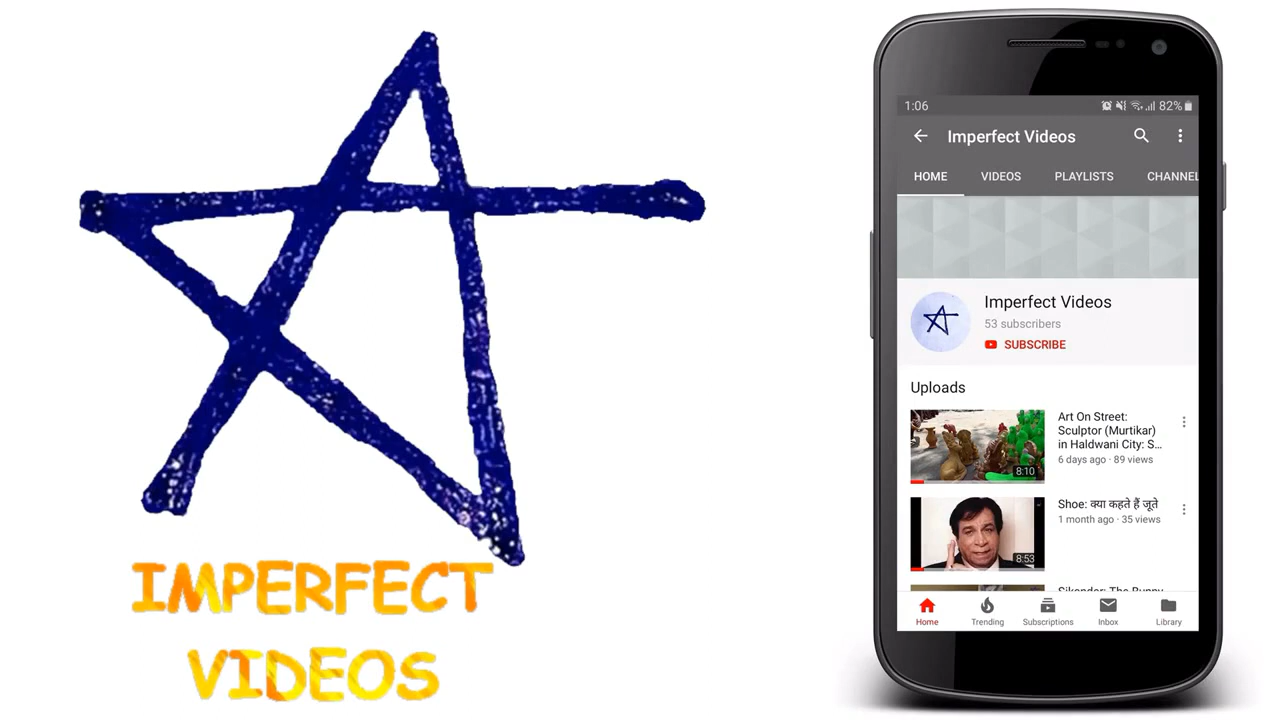 IMPERFECT
VIDEOS
1:06
82%
Imperfect Videos
HOME VIDEOS PLAYLISTS CHANNEL
Imperfect Videos
53 subscribers
SUBSCRIBE
Uploads
Art On Street:
Sculptor (Murtikar)
in Haldwani City: S...
6 days ago · 89 views
8:10
Shoe: क्या कहते हैं जूते
1 month ago · 35 views
8:53
Home Trending Subscriptions Inbox Library